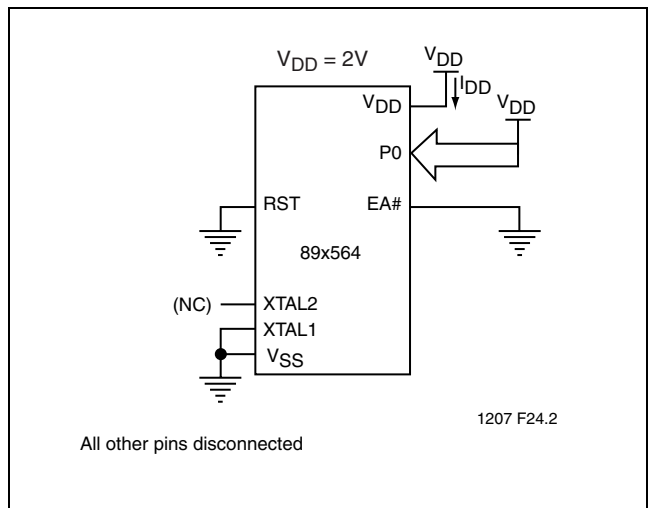 VDD = 2V
VDD
IDD
VDD
VDD
P0
RST
EA#
89x564
(NC)
XTAL2
XTAL1
VSS
1207 F24.2
All other pins disconnected